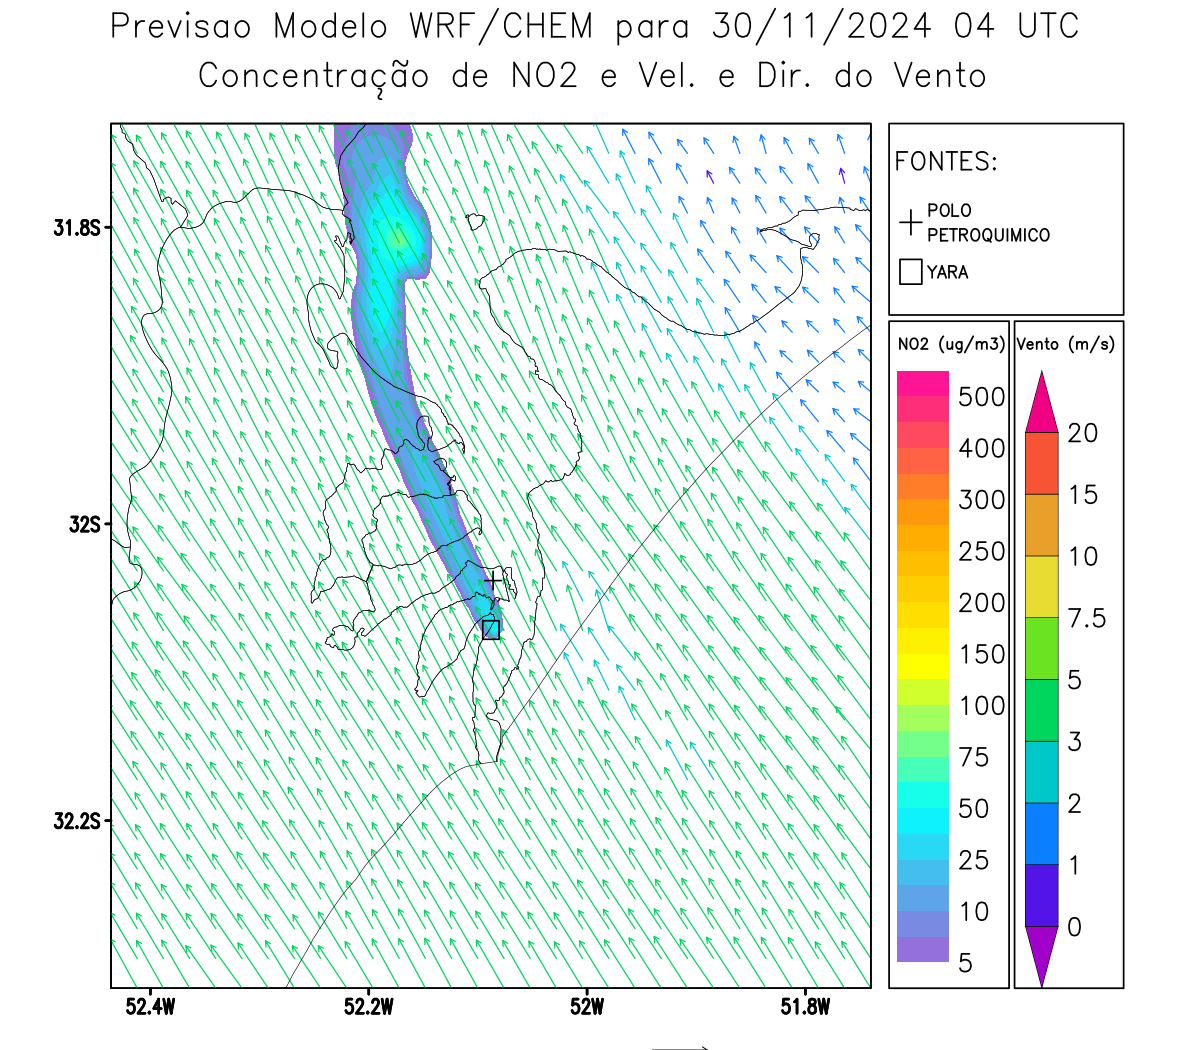 Previsao Modelo WRF/CHEM para 30/11/2024 04 UTC
Concentração de NO2 e Vel. e Dir. do Vento
FONTES:
POLO
PETROQUIMICO
YARA
NO2 (ug/m3)
500
400
300
250
200
150
100
75
50
25
10
5
Vento (m/s)
20
15
10
7.5
5
3
2
1
0
31.8S
32S
32.2S
52.4W
52.2W
52W
51.8W